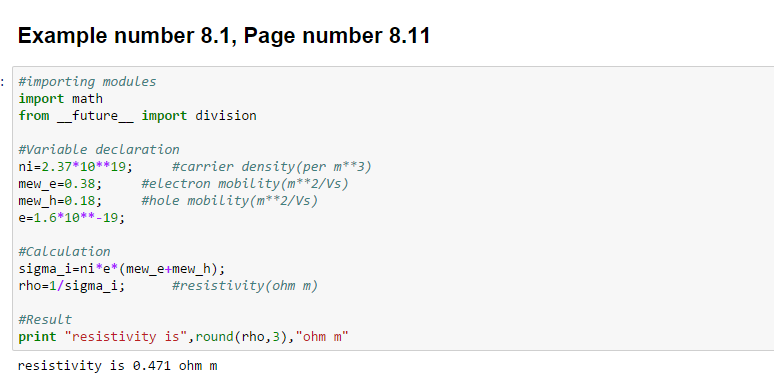 Example number 8.1, Page number 8.11
:
#importing modules
import math
from __future__ import division
#Variable declaration
ni=2.37*10**19;     #carrier density(per m**3)
mew_e=0.38;     #electron mobility(m**2/Vs)
mew_h=0.18;     #hole mobility(m**2/Vs)
e=1.6*10**-19;
#Calculation
sigma_i=ni*e*(mew_e+mew_h);
rho=1/sigma_i;      #resistivity(ohm m)
#Result
print "resistivity is",round(rho,3),"ohm m"
resistivity is 0.471 ohm m